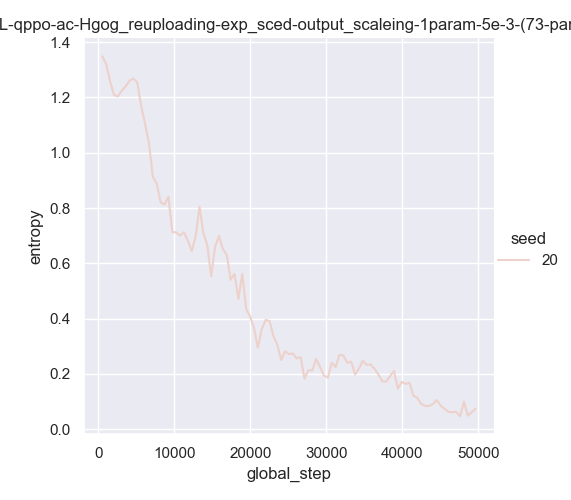 L-qppo-ac-Hgog_reuploading-exp_sced-output_scaleing-1param-5e-3-(73-par
1.4
1.2
1.0
0.8
0.6
0.4
0.2
0.0
entropy
0 10000 20000 30000 40000 50000
global_step
seed
20